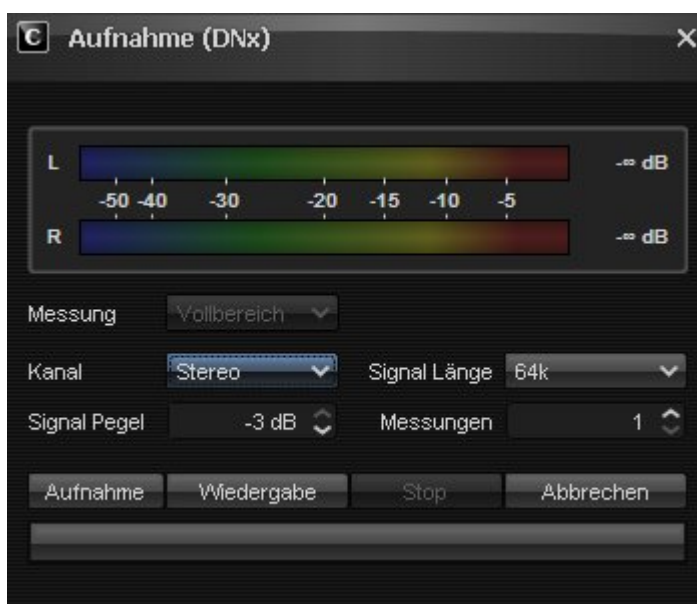 C Aufnahme (DNx)
L -∞ dB
-50 -40 -30 -20 -15 -10 -5
R -∞ dB
Messung Vollbereich
Kanal Stereo Signal Länge 64k
Signal Pegel -3 dB Messungen 1
Aufnahme Wiedergabe Stop Abbrechen